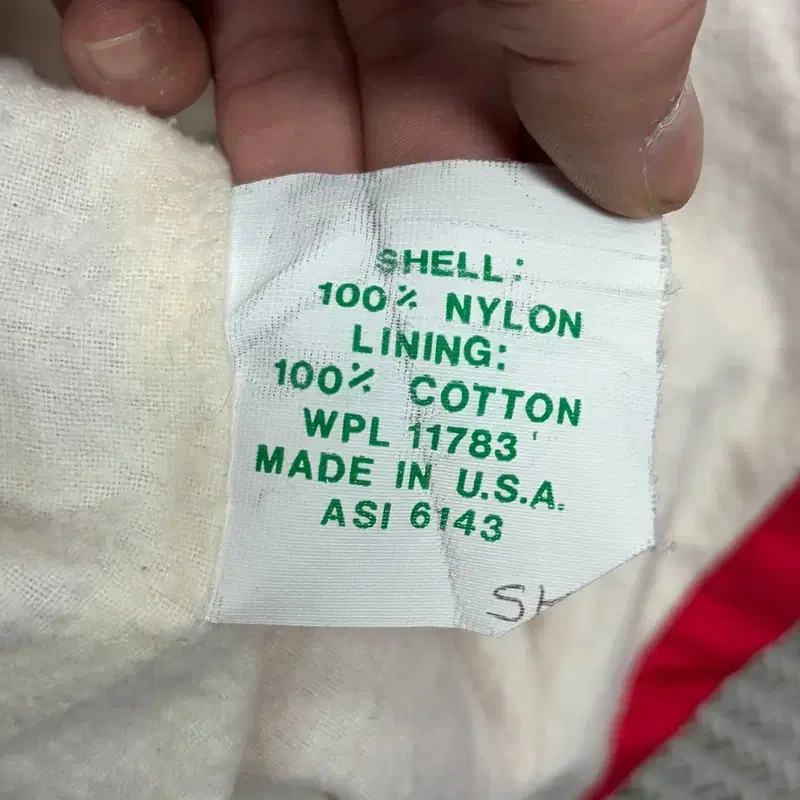 SHELL:
100% NYLON
LINING:
100% COTTON
WPL 11783
MADE IN U.S.A.
ASI 6143